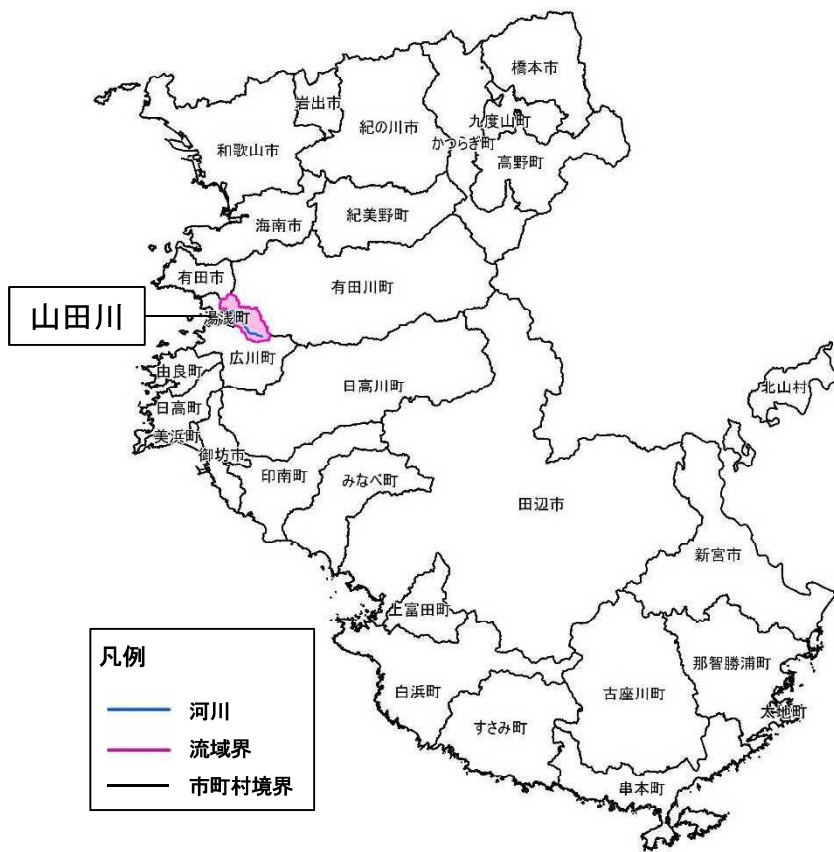 橋本市
岩出市
紀の川市
九度山町
かつらぎ町
和歌山市
高野町
海南市
紀美野町
有田市
有田川町
山田川
湯浅町
広川町
由良町
日高川町
北山村
日高町
美浜町
御坊市
印南町
みなべ町
田辺市
新宮市
上富田町
那智勝浦町
白浜町
古座川町
太地町
すさみ町
串本町
凡例
河川
流域界
市町村境界